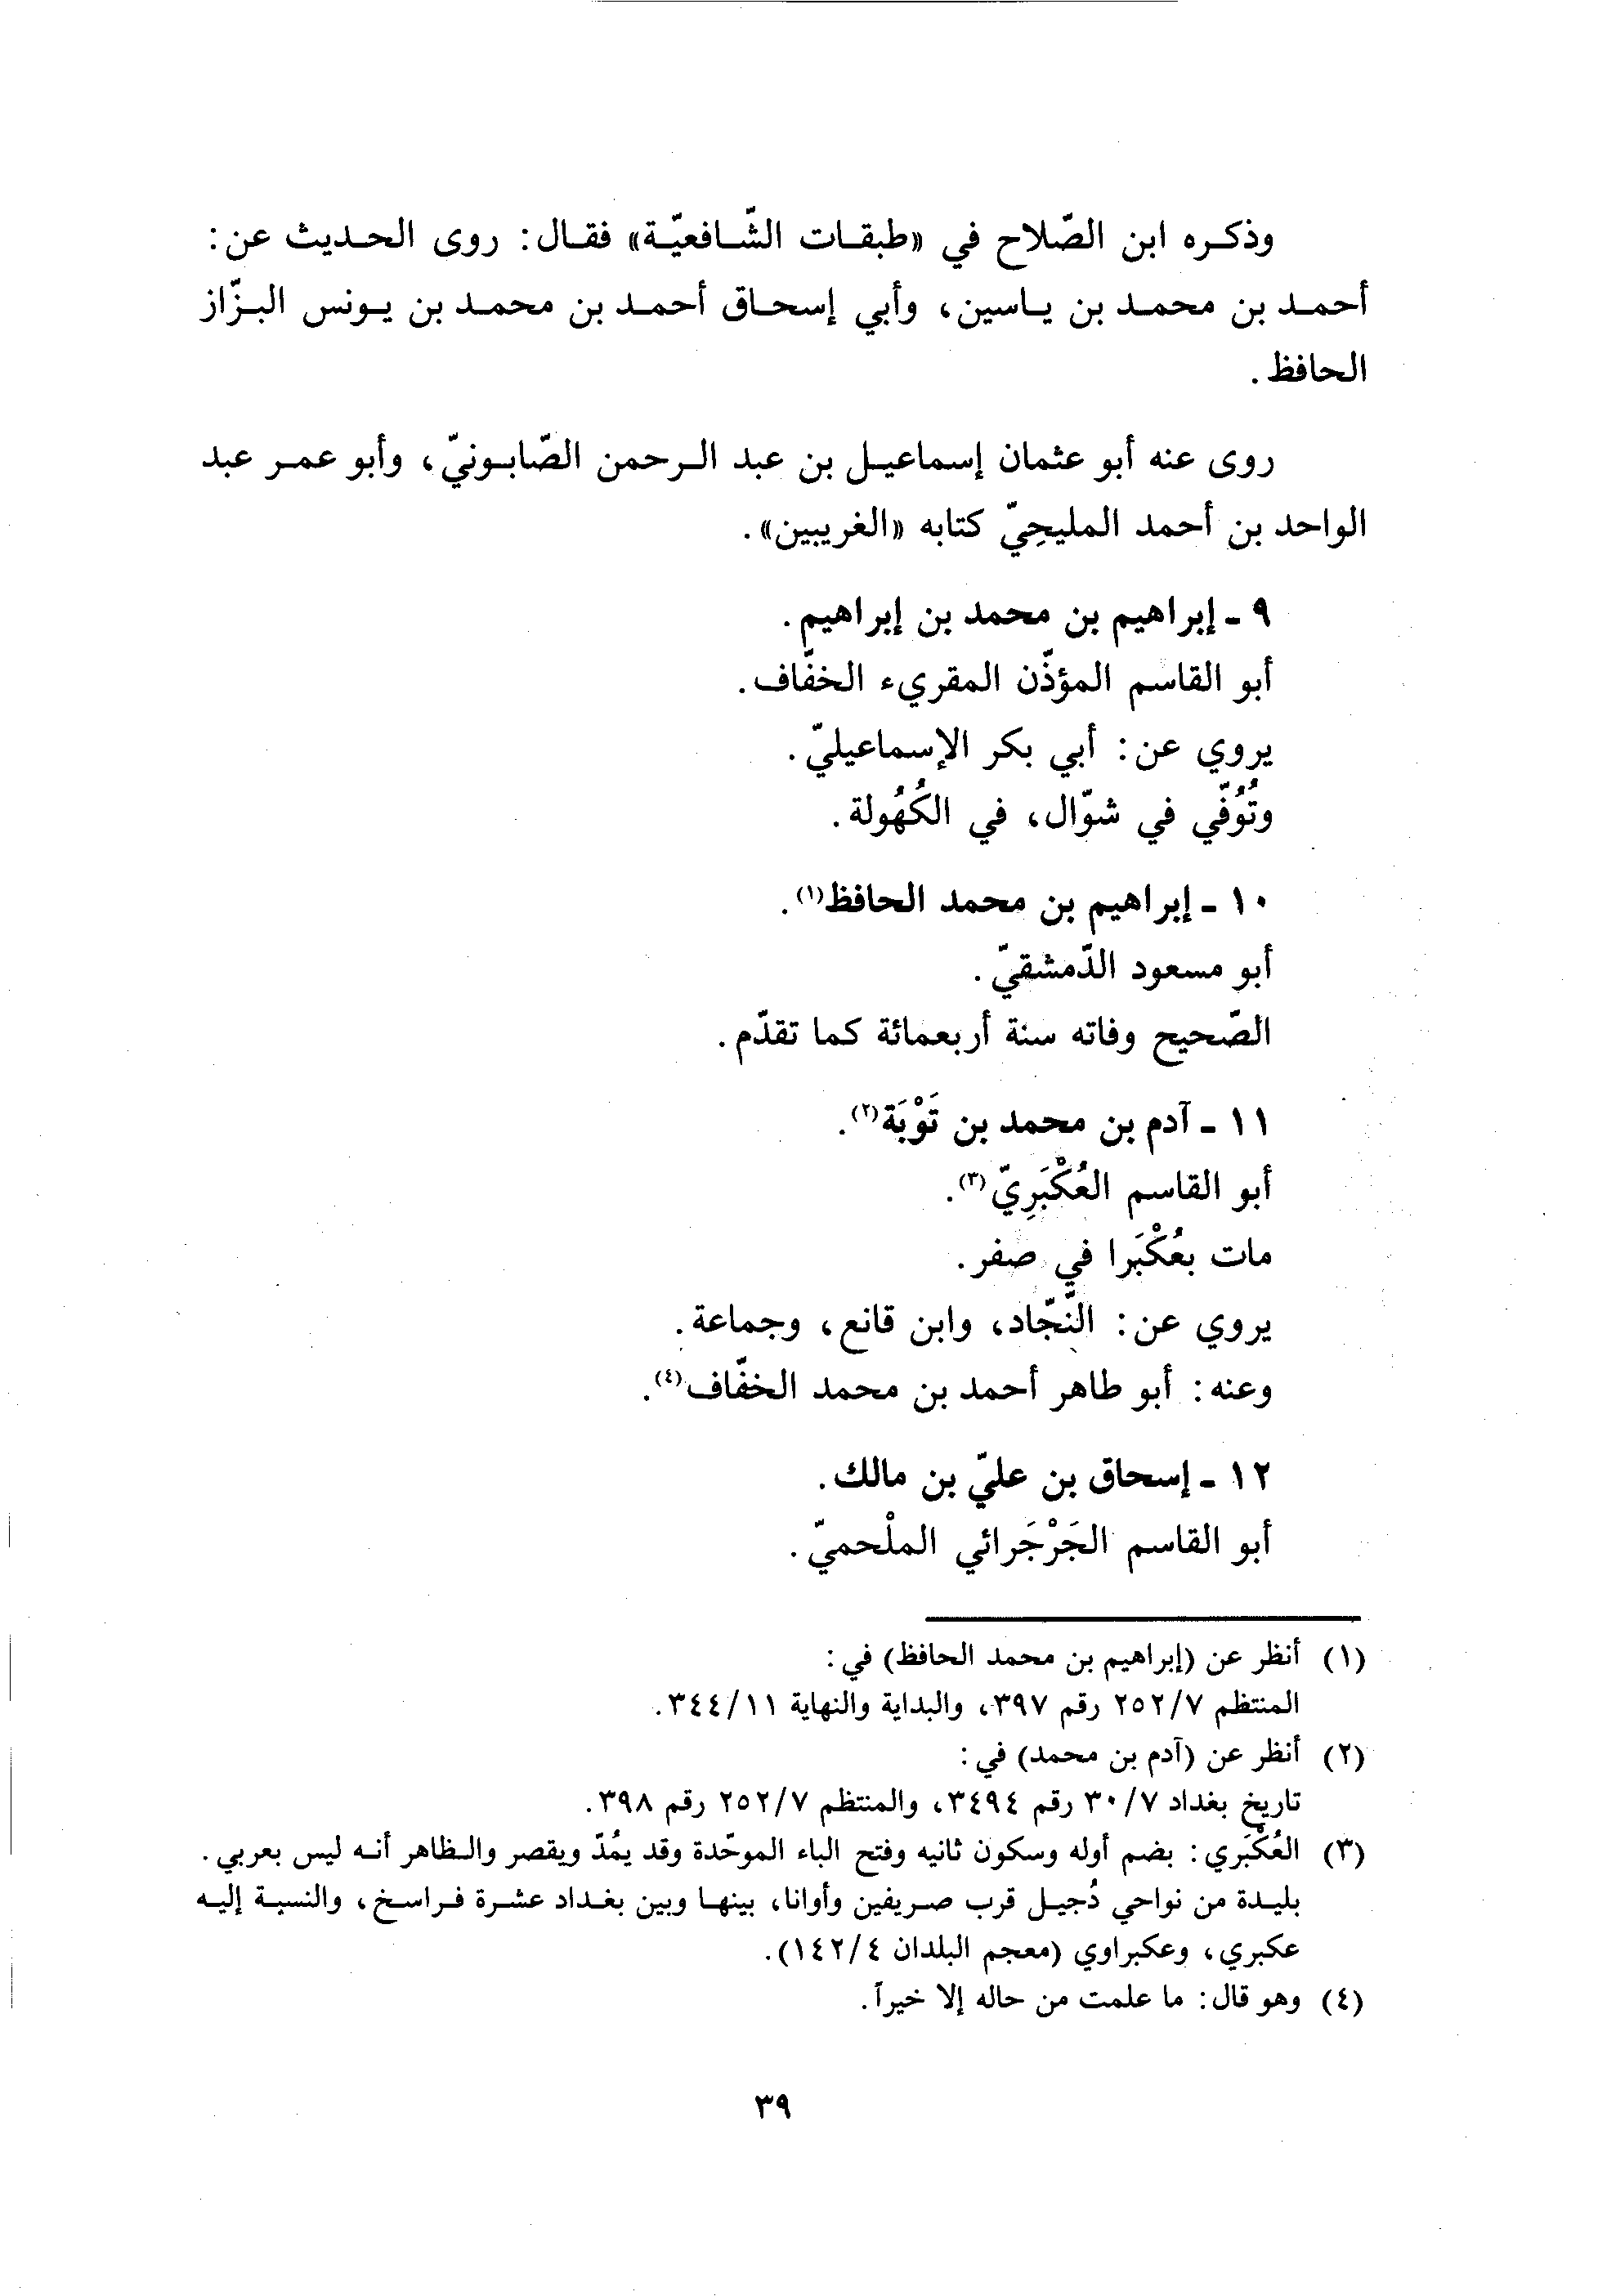 وذكره ابن الصّلاح في «طبقات الشّافعيّة» فقال: روى الحديث عن:
أحمد بن محمد بن ياسين، وأبي إسحاق أحمد بن محمد بن يونس البزّاز
الحافظ.
روى عنه أبو عثمان إسماعيل بن عبد الرحمن الصّابونيّ، وأبو عمر عبد
الواحد بن أحمد المليحِيّ كتابه «الغريبين».
٩ - إبراهيم بن محمد بن إبراهيم.
أبو القاسم المؤذّن المقريء الخفّاف.
يروي عن: أبي بكر الإسماعيليّ.
وتُوُفّي في شوّال، في الكُهُولة.
١٠ - إبراهيم بن محمد الحافظ(١).
أبو مسعود الدّمشقيّ.
الصّحيح وفاته سنة أربعمائة كما تقدّم.
١١ - آدم بن محمد بن تَوْبَة(٢).
أبو القاسم العُكْبَرِيّ(٣).
مات بعُكْبَرا في صفر.
يروي عن: النّجّاد، وابن قانع، وجماعة.
وعنه: أبو طاهر أحمد بن محمد الخفّاف(٤).
١٢ - إسحاق بن عليّ بن مالك.
أبو القاسم الجَرْجَرائي الملْحميّ.
(١) أنظر عن (إبراهيم بن محمد الحافظ) في:
المنتظم ٧/٢٥٢ رقم ٣٩٧، والبداية والنهاية ١١/٣٤٤.
(٢) أنظر عن (آدم بن محمد) في:
تاريخ بغداد ٧/٣٠ رقم ٣٤٩٤، والمنتظم ٧/٢٥٢ رقم ٣٩٨.
(٣) العُكْبَري: بضم أوله وسكون ثانيه وفتح الباء الموحّدة وقد يمُدّ ويقصر والظاهر أنه ليس بعربي.
بليدة من نواحي دُجيل قرب صريفين وأوانا، بينها وبين بغداد عشرة فراسخ، والنسبة إليه
عكبري، وعكبراوي (معجم البلدان ٤/١٤٢).
(٤) وهو قال: ما علمت من حاله إلا خيراً.
٣٩